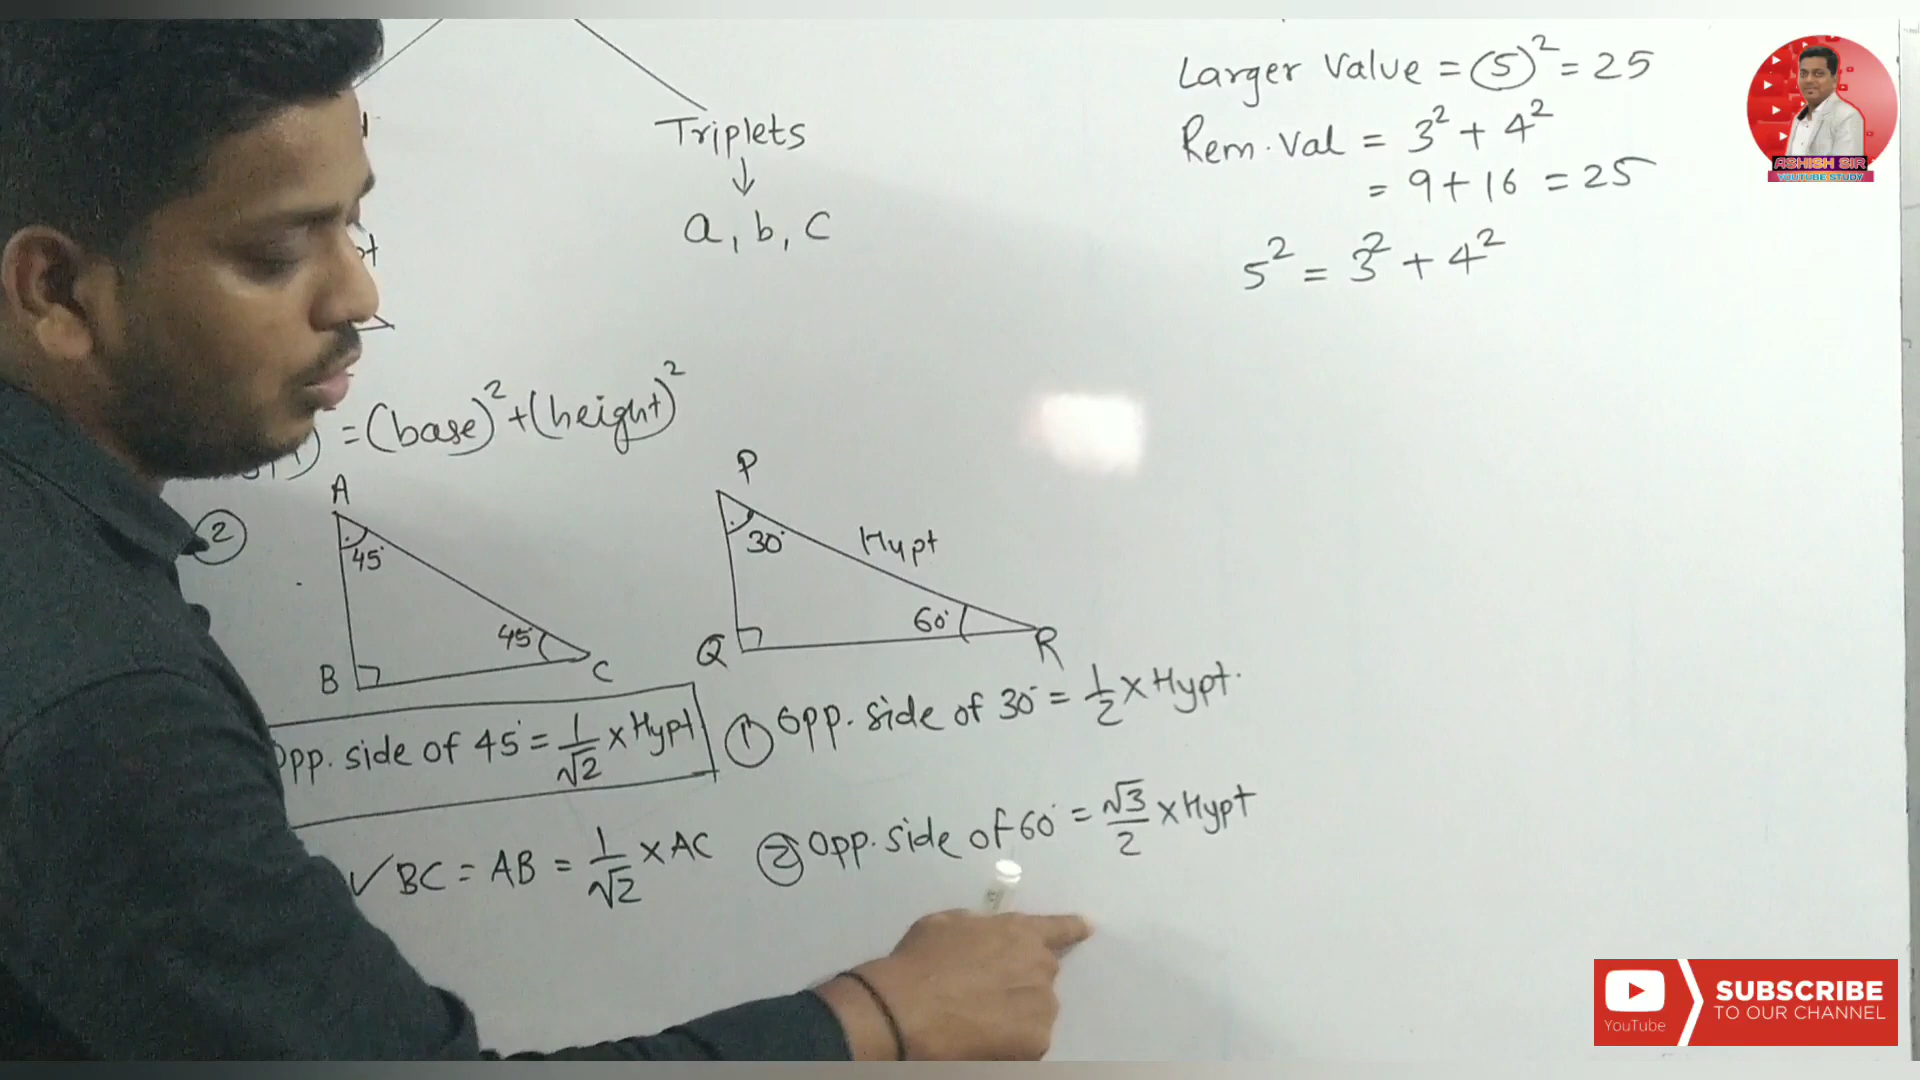 Triplets
↓
a, b, c
= (base)² + (height)²
②
A
45°
45°
B
C
P
30°
Hypt
60°
Q
R
Opp. side of 45° = 1/√2 × Hypt
✓ BC = AB = 1/√2 × AC
① Opp. side of 30° = 1/2 × Hypt.
② Opp. side of 60° = √3/2 × Hypt
Larger Value = (5)² = 25
Rem. Val = 3² + 4²
= 9 + 16 = 25
5² = 3² + 4²
ASHISH SIR
YOUTUBE STUDY
YouTube
SUBSCRIBE
TO OUR CHANNEL